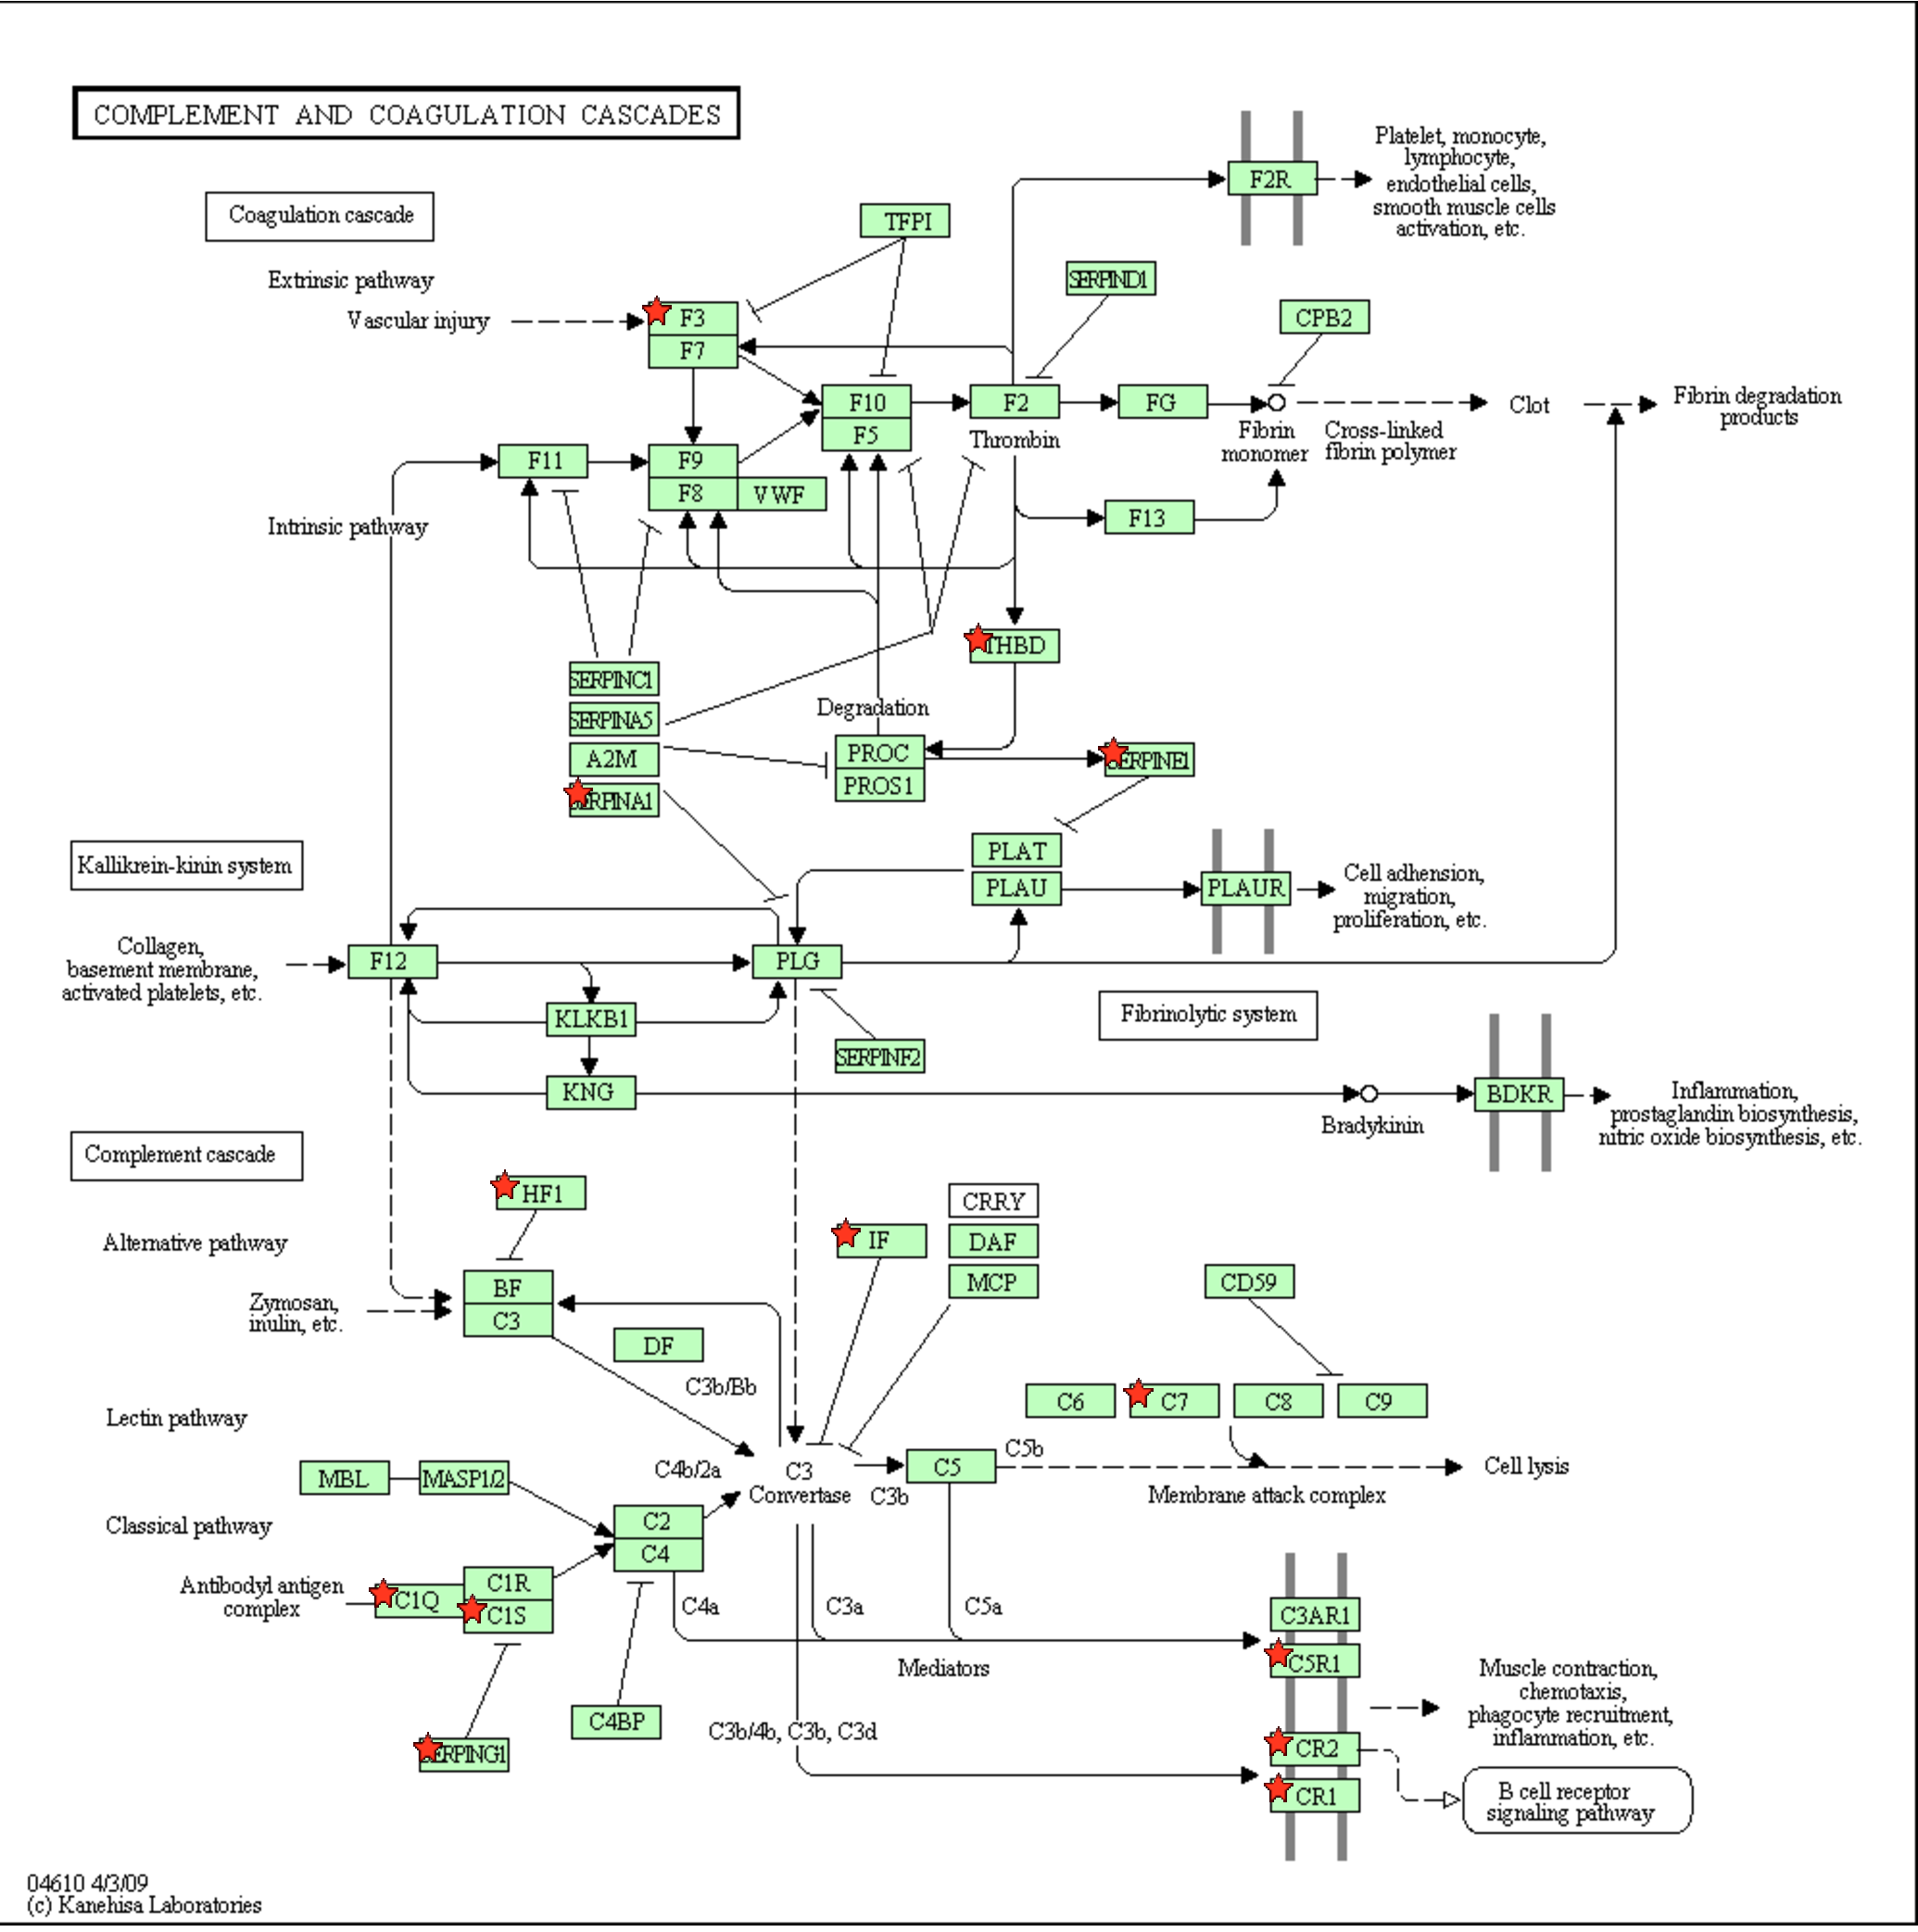 COMPLEMENT AND COAGULATION CASCADES
Platelet, monocyte,
lymphocyte,
endothelial cells,
smooth muscle cells
activation, etc.
F2R
Coagulation cascade
TFPI
SERPIND1
Extrinsic pathway
CPB2
Vascular injury
F3
F7
F10
F5
F2
Thrombin
FG
Fibrin
monomer
Cross-linked
fibrin polymer
Clot
Fibrin degradation
products
F11
F9
F8
VWF
F13
Intrinsic pathway
THBD
SERPINC1
SERPINA5
A2M
SERPINA1
Degradation
PROC
PROS1
SERPINE1
PLAT
PLAU
PLAUR
Cell adhension,
migration,
proliferation, etc.
Kallikrein-kinin system
Collagen,
basement membrane,
activated platelets, etc.
F12
PLG
KLKB1
Fibrinolytic system
SERPINF2
KNG
Bradykinin
BDKR
Inflammation,
prostaglandin biosynthesis,
nitric oxide biosynthesis, etc.
Complement cascade
HF1
CRRY
IF
DAF
MCP
Alternative pathway
CD59
BF
C3
Zymosan,
inulin, etc.
DF
C3b/Bb
C6
C7
C8
C9
Lectin pathway
MBL
MASP1/2
C4b/2a
C3
Convertase
C3b
C5
C5b
Cell lysis
Membrane attack complex
Classical pathway
C2
C4
Antibodyl antigen
complex
C1Q
C1R
C1S
C4a
C3a
C5a
C3AR1
C5R1
Mediators
Muscle contraction,
chemotaxis,
phagocyte recruitment,
inflammation, etc.
C4BP
C3b/4b, C3b, C3d
SERPING1
CR2
CR1
B cell receptor
signaling pathway
04610 4/3/09
(c) Kanehisa Laboratories